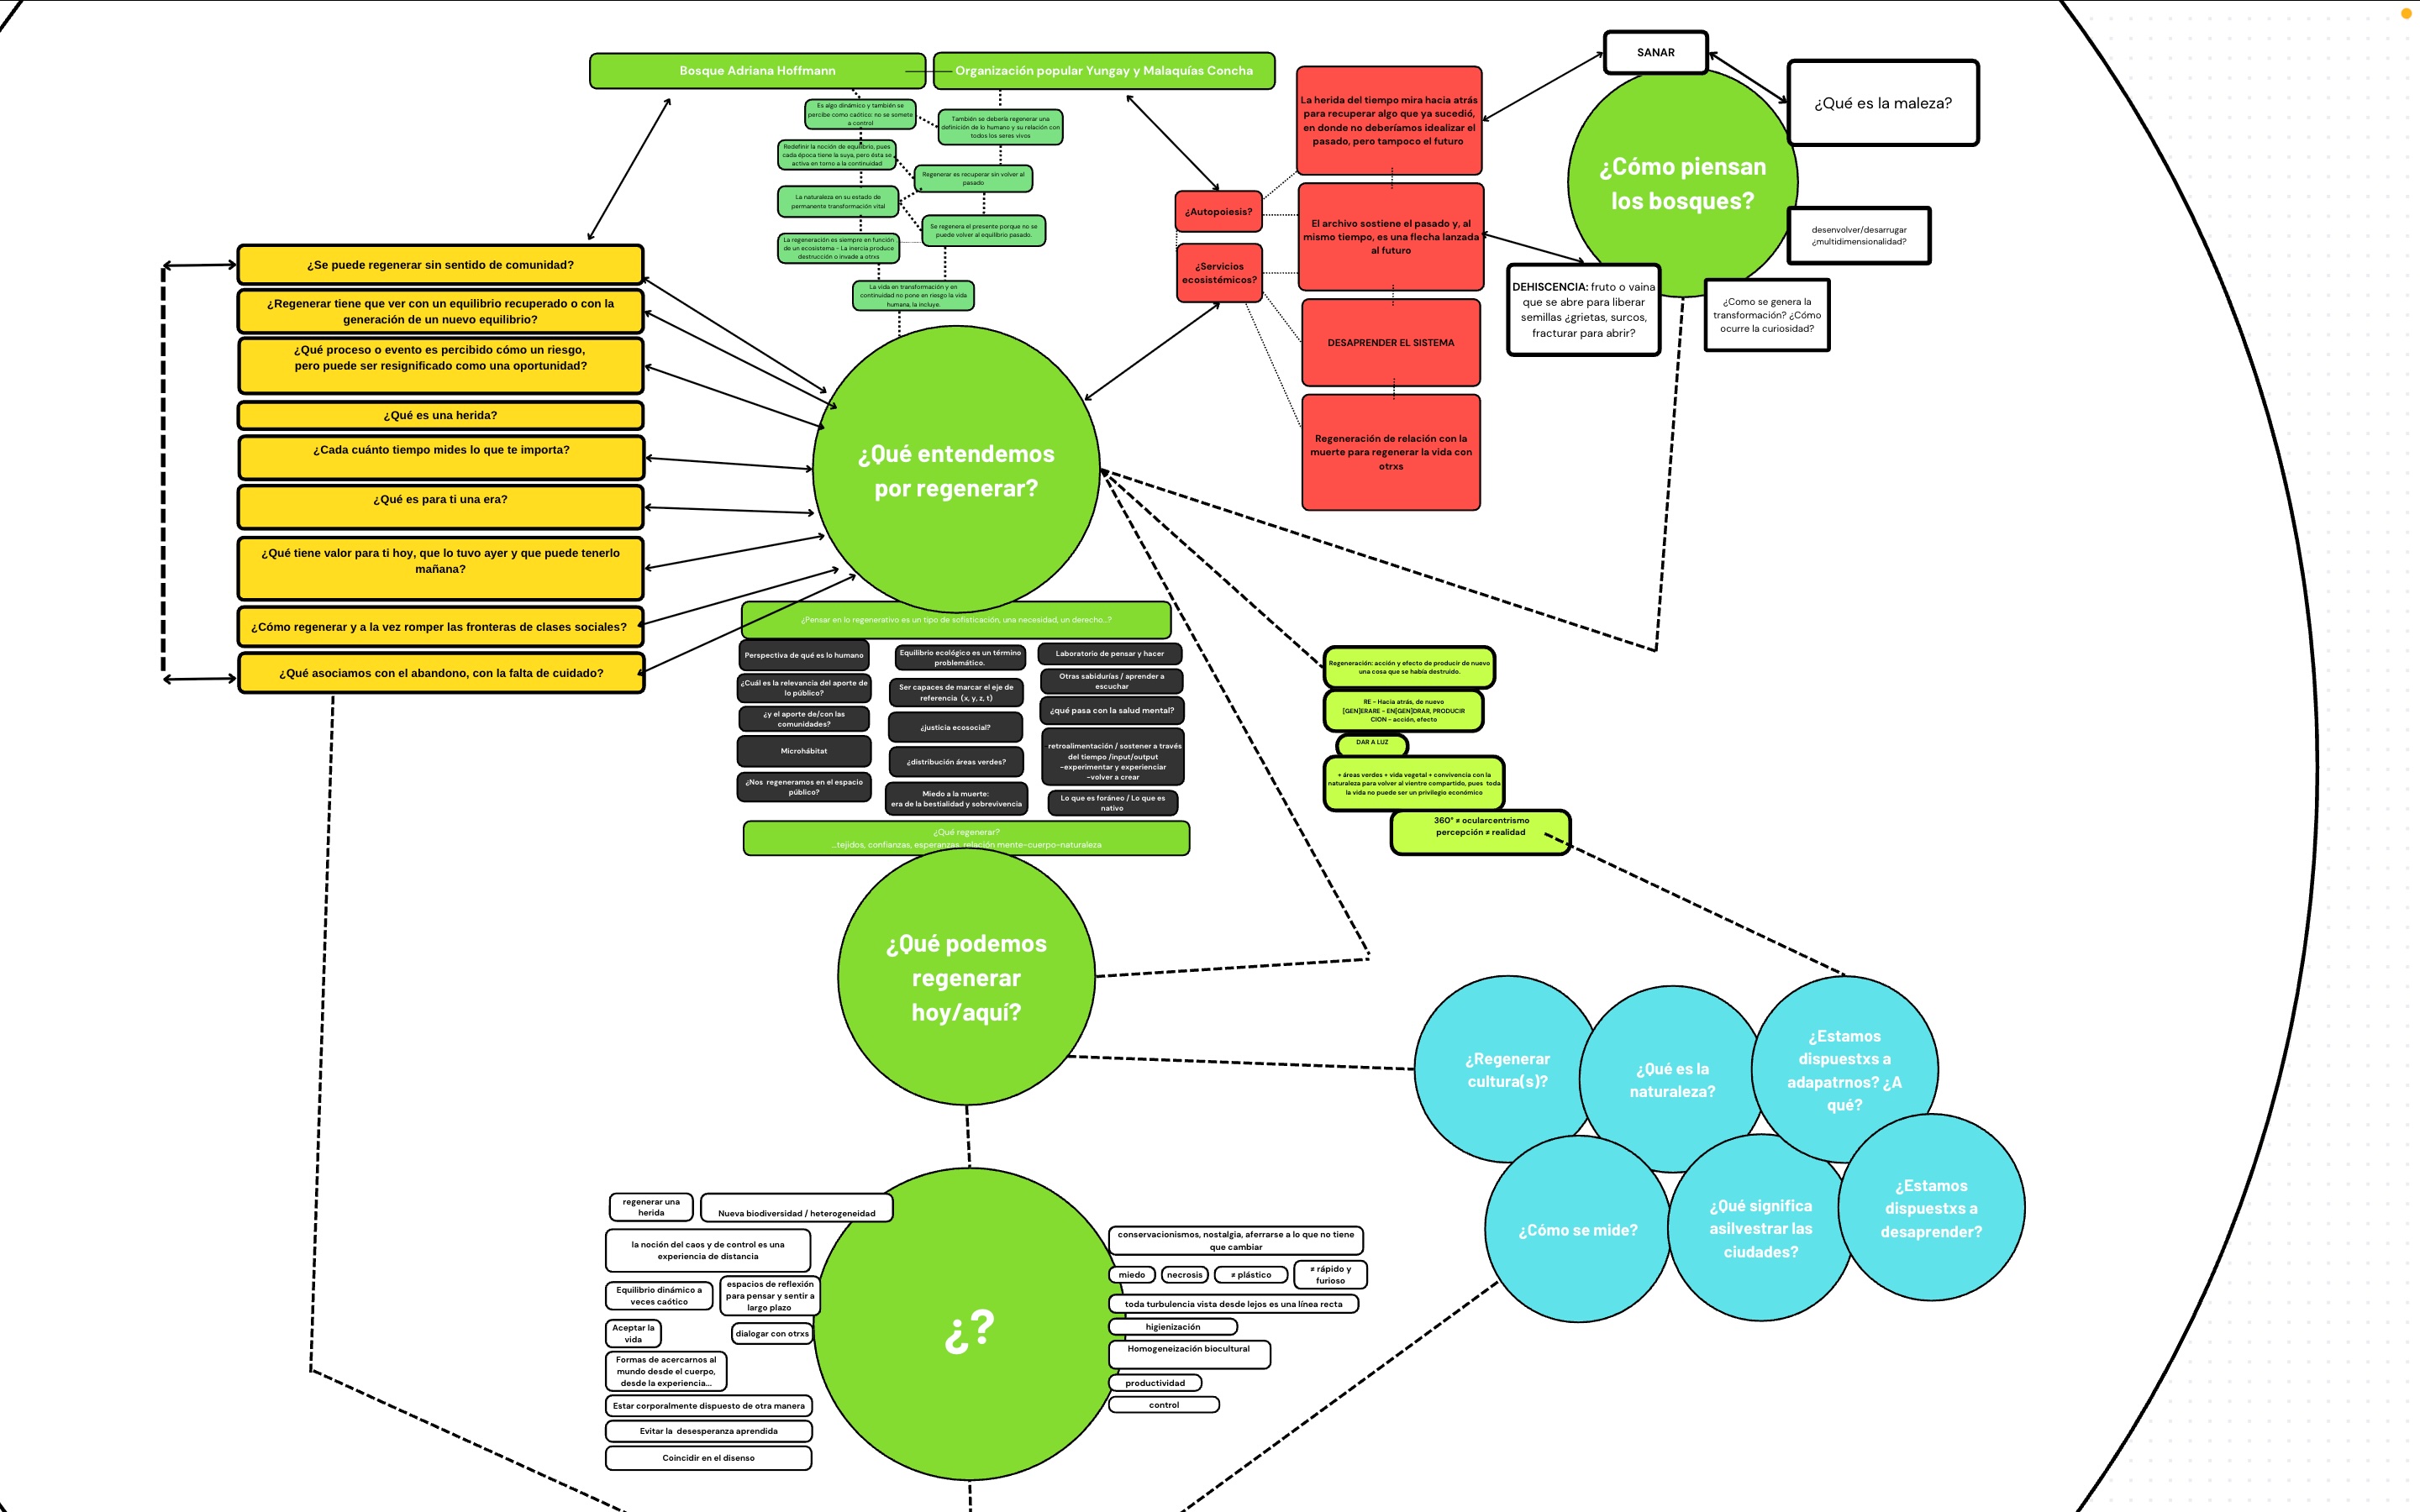 Bosque Adriana Hoffmann
Organización popular Yungay y Malaquías Concha
Es algo dinámico y también se
percibe como caótico: no se somete
a control
También se debería regenerar una
definición de lo humano y su relación con
todos los seres vivos
Redefinir la noción de equilibrio, pues
cada época tiene la suya, pero ésta se
activa en torno a la continuidad
Regenerar es recuperar sin volver al
pasado
La naturaleza en su estado de
permanente transformación vital
Se regenera el presente porque no se
puede volver al equilibrio pasado.
La regeneración es siempre en función
de un ecosistema - La inercia produce
destrucción o invade a otrxs
La vida en transformación y en
continuidad no pone en riesgo la vida
humana, la incluye.
¿Se puede regenerar sin sentido de comunidad?
¿Regenerar tiene que ver con un equilibrio recuperado o con la
generación de un nuevo equilibrio?
¿Qué proceso o evento es percibido cómo un riesgo,
pero puede ser resignificado como una oportunidad?
¿Qué es una herida?
¿Cada cuánto tiempo mides lo que te importa?
¿Qué es para ti una era?
¿Qué tiene valor para ti hoy, que lo tuvo ayer y que puede tenerlo
mañana?
¿Cómo regenerar y a la vez romper las fronteras de clases sociales?
¿Qué asociamos con el abandono, con la falta de cuidado?
¿Qué entendemos
por regenerar?
¿Autopoiesis?
¿Servicios
ecosistémicos?
La herida del tiempo mira hacia atrás
para recuperar algo que ya sucedió,
en donde no deberíamos idealizar el
pasado, pero tampoco el futuro
El archivo sostiene el pasado y, al
mismo tiempo, es una flecha lanzada
al futuro
DESAPRENDER EL SISTEMA
Regeneración de relación con la
muerte para regenerar la vida con
otrxs
SANAR
¿Qué es la maleza?
¿Cómo piensan
los bosques?
desenvolver/desarrugar
¿multidimensionalidad?
DEHISCENCIA: fruto o vaina
que se abre para liberar
semillas ¿grietas, surcos,
fracturar para abrir?
¿Como se genera la
transformación? ¿Cómo
ocurre la curiosidad?
¿Pensar en lo regenerativo es un tipo de sofisticación, una necesidad, un derecho...?
Perspectiva de qué es lo humano
¿Cuál es la relevancia del aporte de
lo público?
¿y el aporte de/con las
comunidades?
Microhábitat
¿Nos regeneramos en el espacio
público?
Equilibrio ecológico es un término
problemático.
Ser capaces de marcar el eje de
referencia (x, y, z, t)
¿justicia ecosocial?
¿distribución áreas verdes?
Miedo a la muerte:
era de la bestialidad y sobrevivencia
Laboratorio de pensar y hacer
Otras sabidurías / aprender a
escuchar
¿qué pasa con la salud mental?
retroalimentación / sostener a través
del tiempo /input/output
-experimentar y experienciar
-volver a crear
Lo que es foráneo / Lo que es
nativo
¿Qué regenerar?
...tejidos, confianzas, esperanzas, relación mente-cuerpo-naturaleza
Regeneración: acción y efecto de producir de nuevo
una cosa que se había destruido.
RE - Hacia atrás, de nuevo
[GEN]ERARE - EN[GEN]DRAR, PRODUCIR
CION - acción, efecto
DAR A LUZ
+ áreas verdes + vida vegetal + convivencia con la
naturaleza para volver al vientre compartido, pues toda
la vida no puede ser un privilegio económico
360° ≠ ocularcentrismo
percepción ≠ realidad
¿Qué podemos
regenerar
hoy/aquí?
¿Regenerar
cultura(s)?
¿Qué es la
naturaleza?
¿Estamos
dispuestxs a
adapatrnos? ¿A
qué?
¿Cómo se mide?
¿Qué significa
asilvestrar las
ciudades?
¿Estamos
dispuestxs a
desaprender?
regenerar una
herida
Nueva biodiversidad / heterogeneidad
la noción del caos y de control es una
experiencia de distancia
Equilibrio dinámico a
veces caótico
espacios de reflexión
para pensar y sentir a
largo plazo
Aceptar la
vida
dialogar con otrxs
Formas de acercarnos al
mundo desde el cuerpo,
desde la experiencia...
Estar corporalmente dispuesto de otra manera
Evitar la desesperanza aprendida
Coincidir en el disenso
¿?
conservacionismos, nostalgia, aferrarse a lo que no tiene
que cambiar
miedo
necrosis
≠ plástico
≠ rápido y
furioso
toda turbulencia vista desde lejos es una línea recta
higienización
Homogeneización biocultural
productividad
control